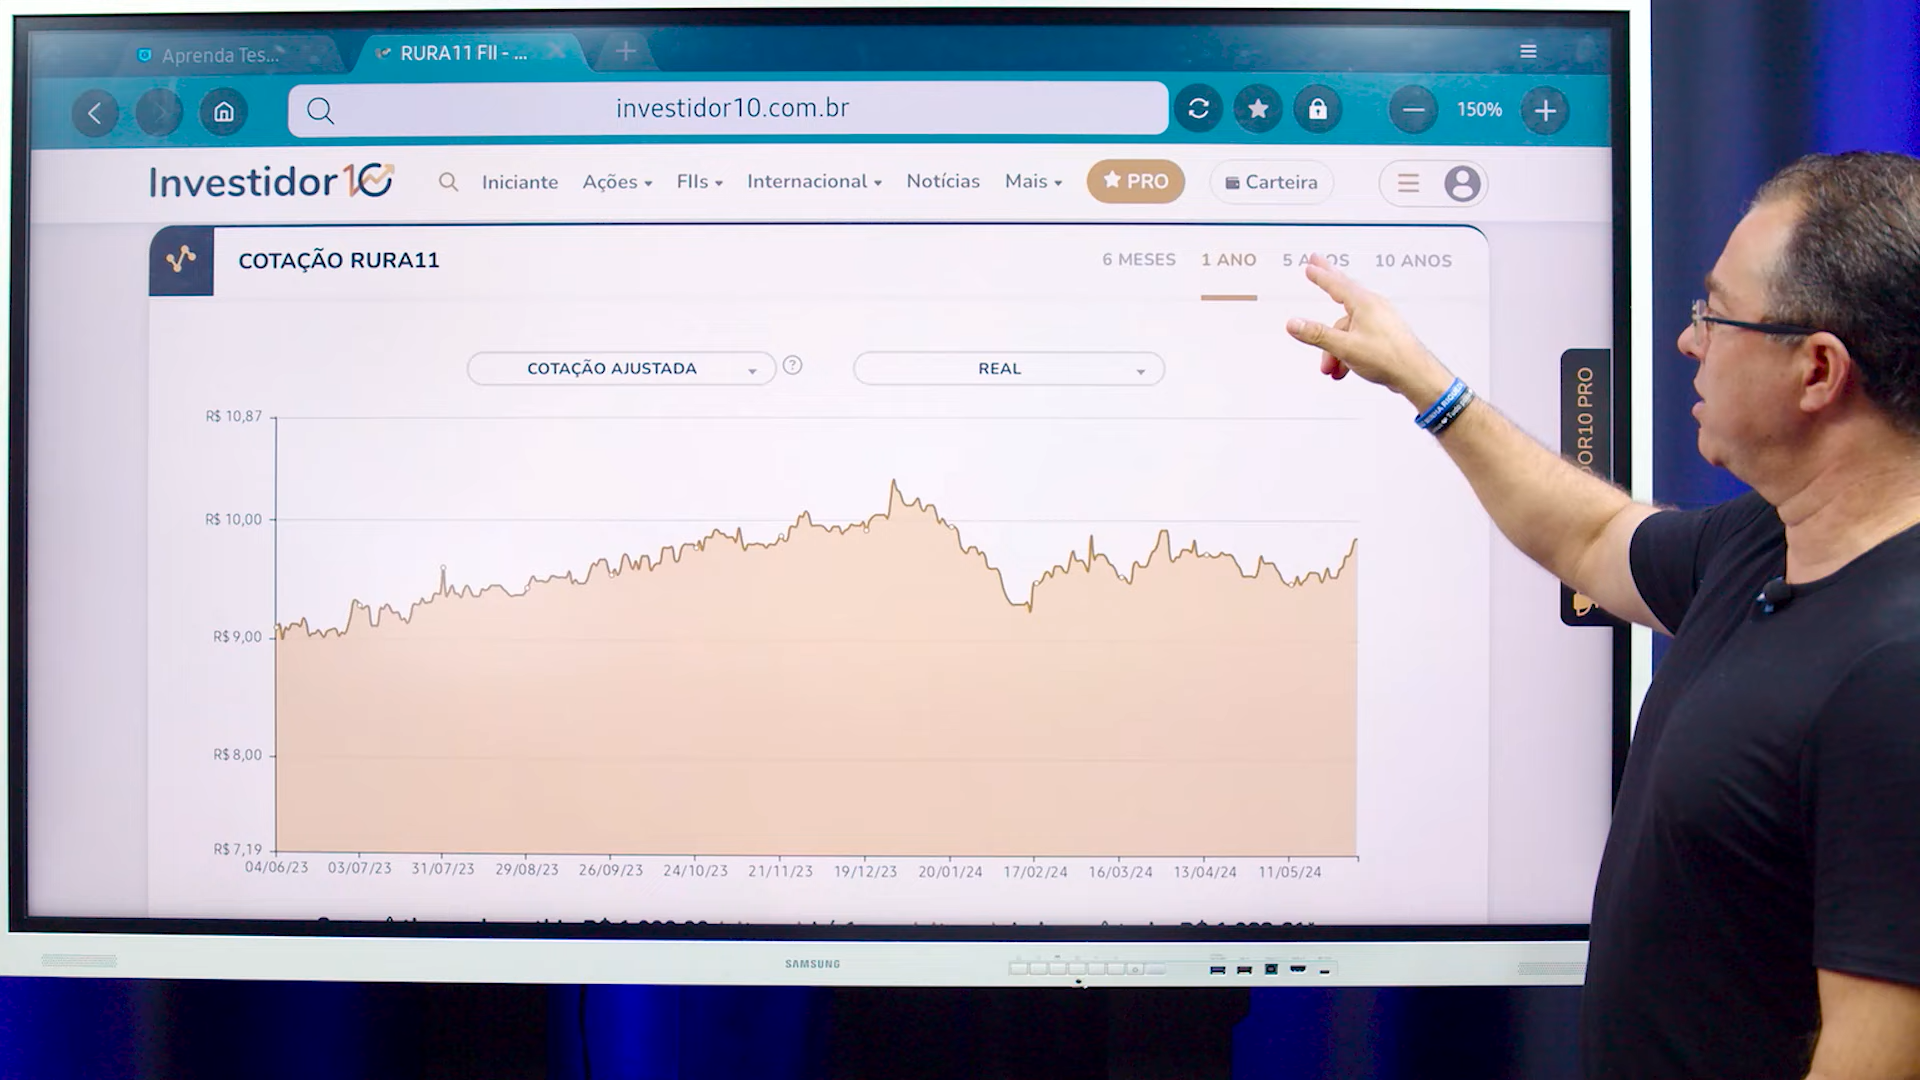 Aprenda Tes...
RURA11 FII - ...
investidor10.com.br
150%
Investidor 10
Iniciante
Ações
FIIs
Internacional
Notícias
Mais
PRO
Carteira
COTAÇÃO RURA11
6 MESES
1 ANO
5 ANOS
10 ANOS
COTAÇÃO AJUSTADA
?
REAL
R$ 10,87
R$ 10,00
R$ 9,00
R$ 8,00
R$ 7,19
04/06/23 03/07/23 31/07/23 29/08/23 26/09/23 24/10/23 21/11/23 19/12/23 20/01/24 17/02/24 16/03/24 13/04/24 11/05/24
PRO
SAMSUNG